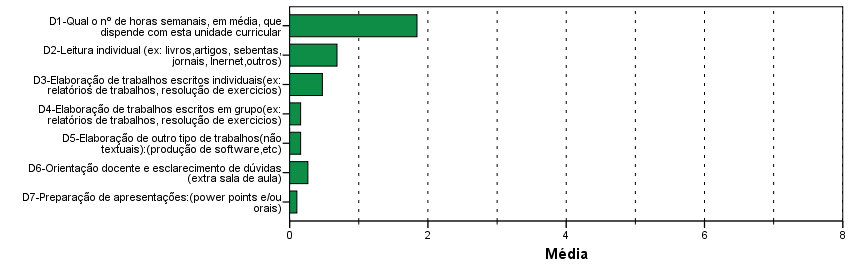 D1-Qual o nº de horas semanais, em média, que
dispende com esta unidade curricular
D2-Leitura individual (ex: livros,artigos, sebentas,
jornais, Inernet,outros)
D3-Elaboração de trabalhos escritos individuais(ex:
relatórios de trabalhos, resolução de exercicios)
D4-Elaboração de trabalhos escritos em grupo(ex:
relatórios de trabalhos, resolução de exercicios)
D5-Elaboração de outro tipo de trabalhos(não
textuais):(produção de software,etc)
D6-Orientação docente e esclarecimento de dúvidas
(extra sala de aula)
D7-Preparação de apresentações:(power points e/ou
orais)
0 2 4 6 8
Média